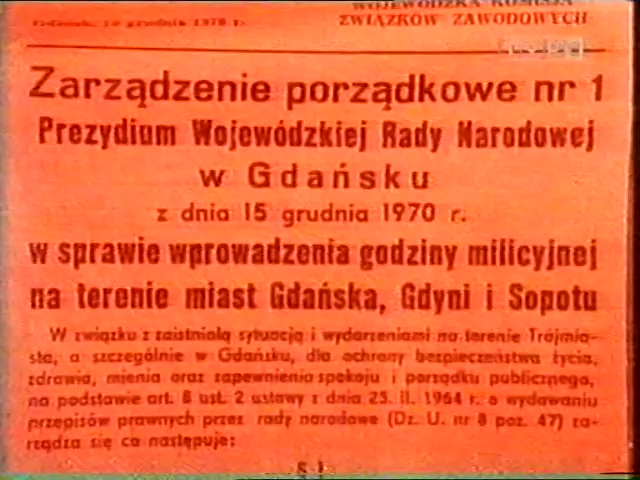 WOJEWÓDZKA KOMISJA
ZWIĄZKÓW ZAWODOWYCH
Zarządzenie porządkowe nr 1
Prezydium Wojewódzkiej Rady Narodowej
w Gdańsku
z dnia 15 grudnia 1970 r.
w sprawie wprowadzenia godziny milicyjnej
na terenie miast Gdańska, Gdyni i Sopotu
W związku z zaistniałą sytuacją i wydarzeniami na terenie Trójmia-
sta, a szczególnie w Gdańsku, dla ochrony bezpieczeństwa życia,
zdrowia, mienia oraz zapewnienia spokoju i porządku publicznego,
na podstawie art. 8 ust. 2 ustawy z dnia 25. II. 1964 r. o wydawaniu
przepisów prawnych przez rady narodowe (Dz. U. nr 8 poz. 47) za-
rządza się co następuje:
§ 1